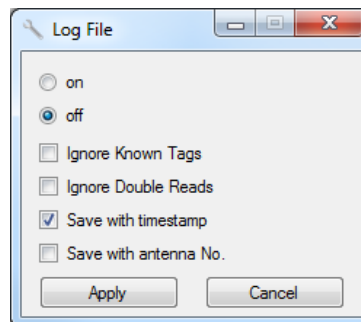 Log File
on
off
Ignore Known Tags
Ignore Double Reads
Save with timestamp
Save with antenna No.
Apply Cancel